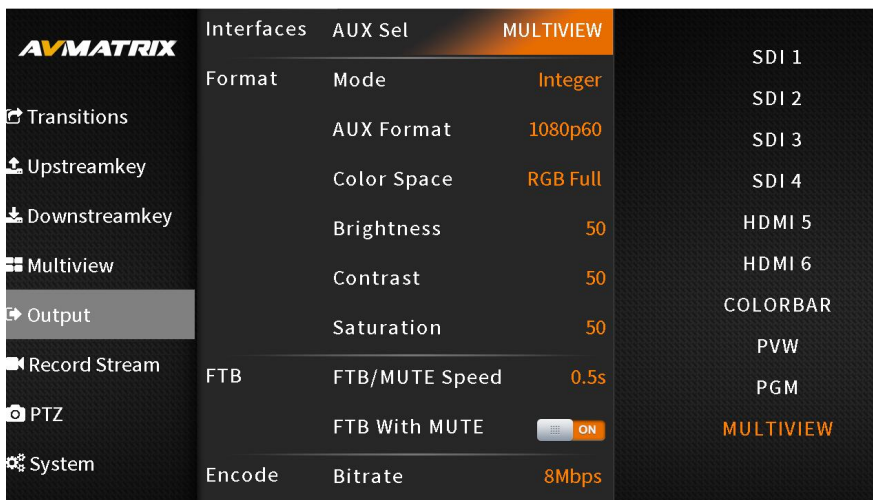 AVMATRIX
Transitions
Upstreamkey
Downstreamkey
Multiview
Output
Record Stream
PTZ
System
Interfaces AUX Sel MULTIVIEW
Format Mode Integer
AUX Format 1080p60
Color Space RGB Full
Brightness 50
Contrast 50
Saturation 50
FTB FTB/MUTE Speed 0.5s
FTB With MUTE ON
Encode Bitrate 8Mbps
SDI 1
SDI 2
SDI 3
SDI 4
HDMI 5
HDMI 6
COLORBAR
PVW
PGM
MULTIVIEW